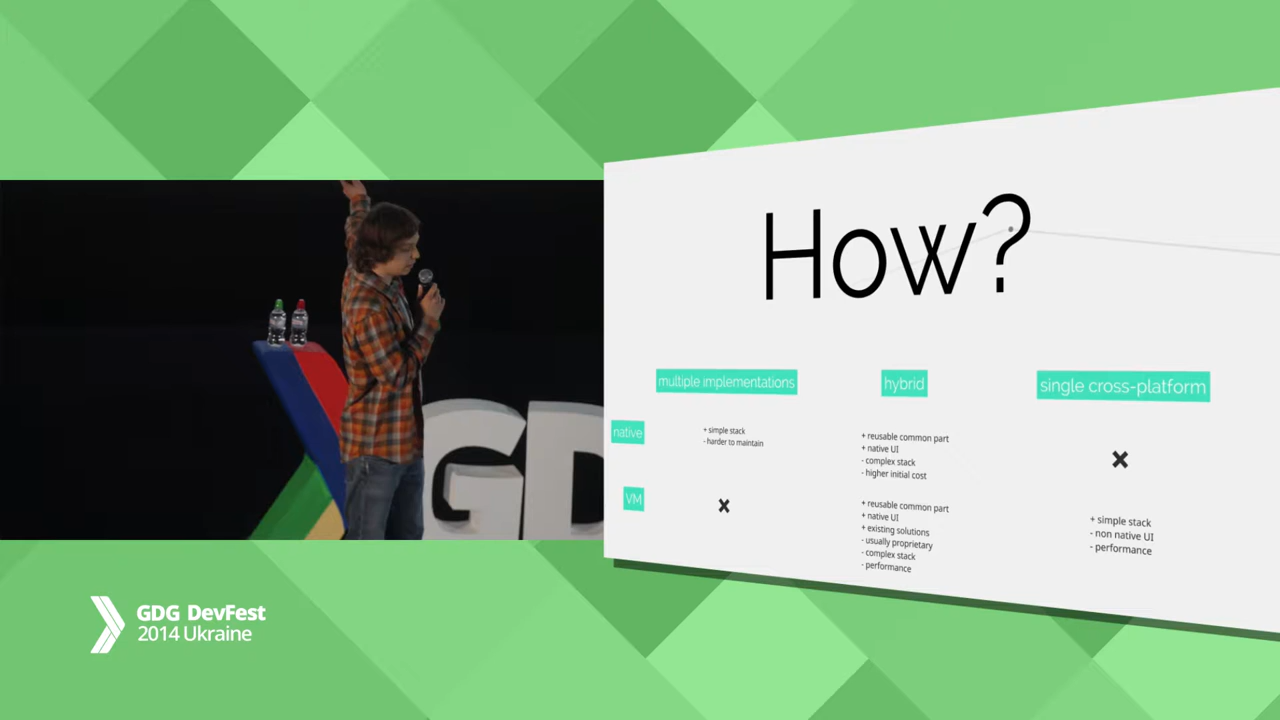 How?
multiple implementations
hybrid
single cross-platform
native
+ simple stack
- harder to maintain
+ reusable common part
+ native UI
- complex stack
- higher initial cost
VM
+ reusable common part
+ native UI
+ existing solutions
- usually proprietary
- complex stack
- performance
+ simple stack
- non native UI
- performance
GD
GDG DevFest
2014 Ukraine